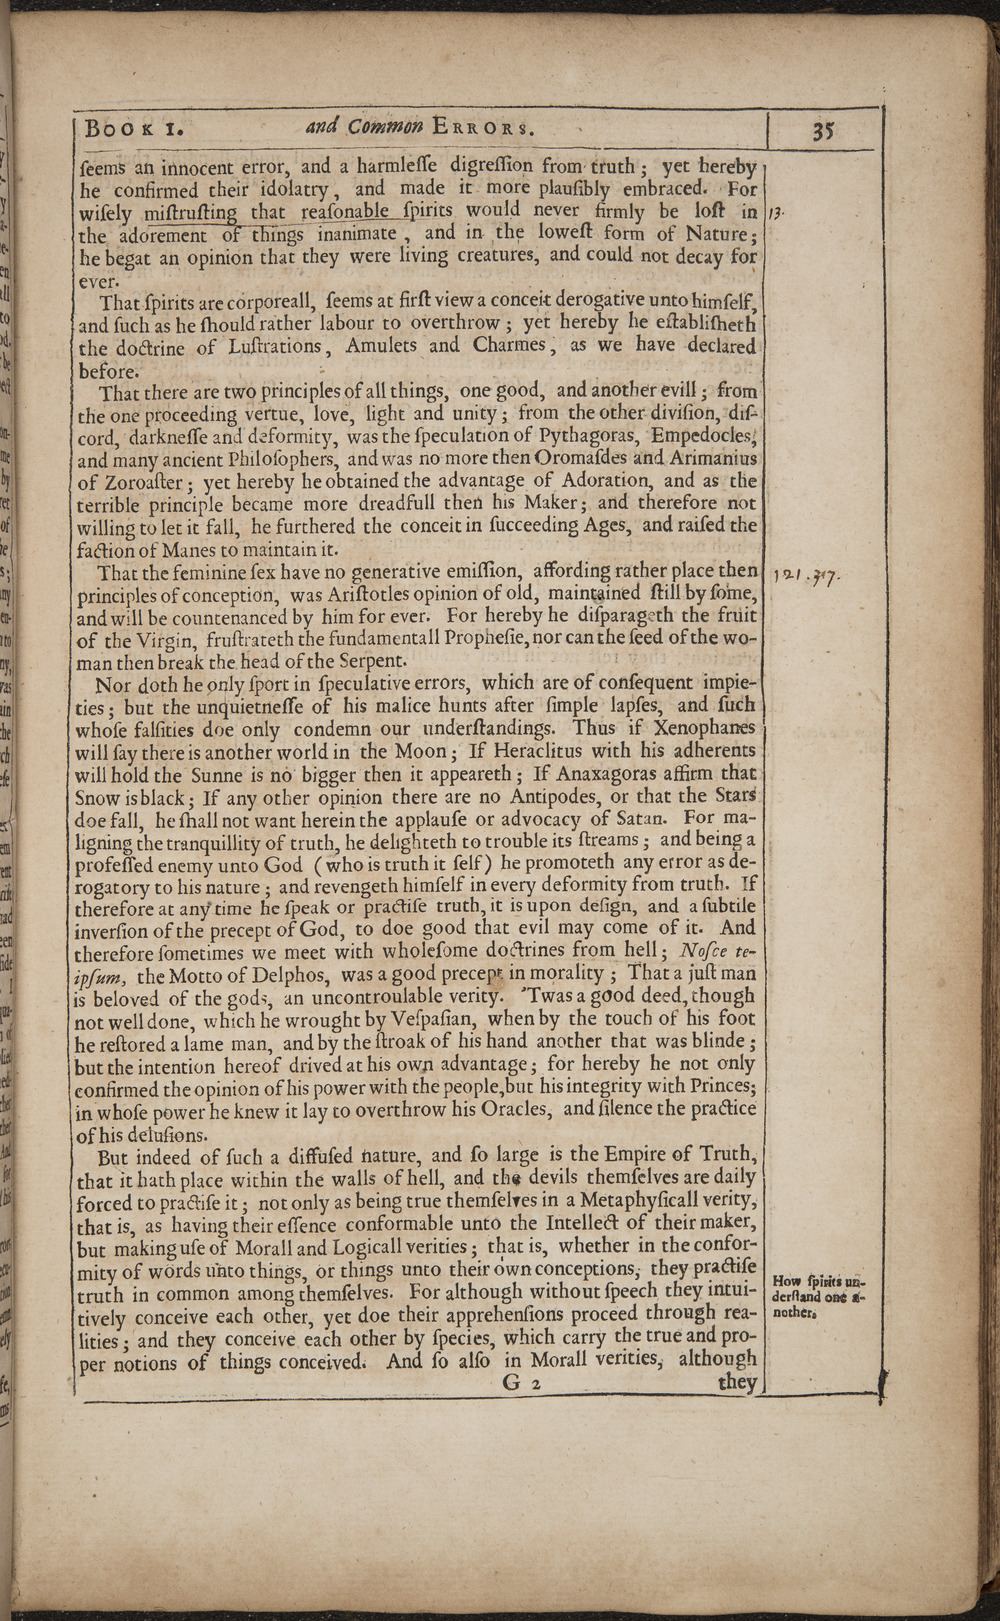 BOOK I. and Common ERRORS. 35
ſeems an innocent error, and a harmleſſe digreſſion from truth; yet hereby
he confirmed their idolatry, and made it more plauſibly embraced. For
wiſely miſtruſting that reaſonable ſpirits would never firmly be loſt in
13.
the adorement of things inanimate, and in the loweſt form of Nature;
he begat an opinion that they were living creatures, and could not decay for
ever.
That ſpirits are corporeall, ſeems at firſt view a conceit derogative unto himſelf,
and ſuch as he ſhould rather labour to overthrow; yet hereby he eſtabliſheth
the doctrine of Luſtrations, Amulets and Charmes, as we have declared
before.
That there are two principles of all things, one good, and another evill; from
the one proceeding vertue, love, light and unity; from the other diviſion, diſ-
cord, darkneſſe and deformity, was the ſpeculation of Pythagoras, Empedocles,
and many ancient Philoſophers, and was no more then Oromaſdes and Arimanius
of Zoroaſter; yet hereby he obtained the advantage of Adoration, and as the
terrible principle became more dreadfull then his Maker; and therefore not
willing to let it fall, he furthered the conceit in ſucceeding Ages, and raiſed the
faction of Manes to maintain it.
That the feminine ſex have no generative emiſſion, affording rather place then
121.
principles of conception, was Ariſtotles opinion of old, maintained ſtill by ſome,
and will be countenanced by him for ever. For hereby he diſparageth the fruit
of the Virgin, fruſtrateth the fundamentall Propheſie, nor can the ſeed of the wo-
man then break the head of the Serpent.
Nor doth he only ſport in ſpeculative errors, which are of conſequent impie-
ties; but the unquietneſſe of his malice hunts after ſimple lapſes, and ſuch
whoſe falſities doe only condemn our underſtandings. Thus if Xenophanes
will ſay there is another world in the Moon; If Heraclitus with his adherents
will hold the Sunne is no bigger then it appeareth; If Anaxagoras affirm that
Snow is black; If any other opinion there are no Antipodes, or that the Stars
doe fall, he ſhall not want herein the applauſe or advocacy of Satan. For ma-
ligning the tranquillity of truth, he delighteth to trouble its ſtreams; and being a
profeſſed enemy unto God (who is truth it ſelf) he promoteth any error as de-
rogatory to his nature; and revengeth himſelf in every deformity from truth. If
therefore at any time he ſpeak or practiſe truth, it is upon deſign, and a ſubtile
inverſion of the precept of God, to doe good that evil may come of it. And
therefore ſometimes we meet with wholeſome doctrines from hell; Noſce te-
ipſum, the Motto of Delphos, was a good precept in morality; That a juſt man
is beloved of the gods, an uncontroulable verity. 'Twas a good deed, though
not well done, which he wrought by Veſpaſian, when by the touch of his foot
he reſtored a lame man, and by the ſtroak of his hand another that was blinde;
but the intention hereof drived at his own advantage; for hereby he not only
confirmed the opinion of his power with the people, but his integrity with Princes;
in whoſe power he knew it lay to overthrow his Oracles, and ſilence the practice
of his deluſions.
But indeed of ſuch a diffuſed nature, and ſo large is the Empire of Truth,
that it hath place within the walls of hell, and the devils themſelves are daily
forced to practiſe it; not only as being true themſelves in a Metaphyſicall verity,
that is, as having their eſſence conformable unto the Intellect of their maker,
but making uſe of Morall and Logicall verities; that is, whether in the confor-
mity of words unto things, or things unto their own conceptions, they practiſe
truth in common among themſelves. For although without ſpeech they intui-
tively conceive each other, yet doe their apprehenſions proceed through rea-
lities; and they conceive each other by ſpecies, which carry the true and pro-
per notions of things conceived. And ſo alſo in Morall verities, although
How ſpirits un-
derſtand one a-
nother.
G 2 they